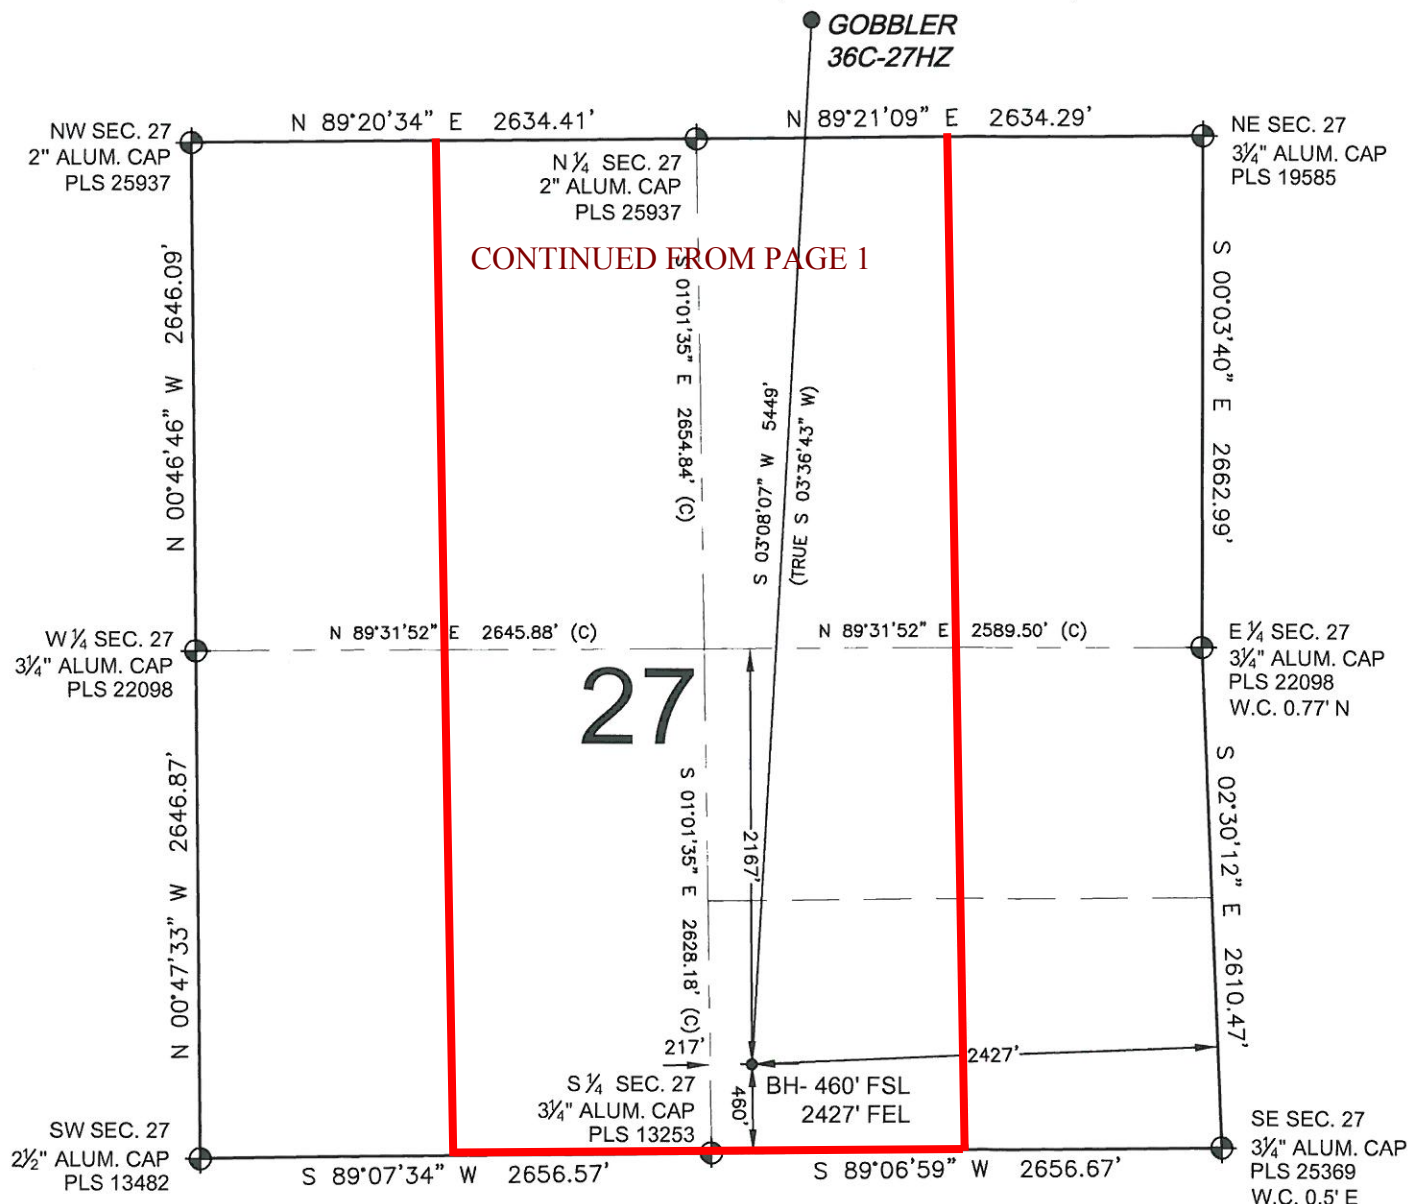 GOBBLER
36C-27HZ
N 89°20'34" E 2634.41'
N 89°21'09" E 2634.29'
NW SEC. 27
2" ALUM. CAP
PLS 25937
N ¼ SEC. 27
2" ALUM. CAP
PLS 25937
NE SEC. 27
3¼" ALUM. CAP
PLS 19585
CONTINUED FROM PAGE 1
N 00°46'46" W 2646.09'
S 01°01'35" E 2654.84' (C)
S 03°08'07" W 5449'
(TRUE S 03°36'43" W)
S 00°03'40" E 2662.99'
W ¼ SEC. 27
3¼" ALUM. CAP
PLS 22098
N 89°31'52" E 2645.88' (C)
N 89°31'52" E 2589.50' (C)
E ¼ SEC. 27
3¼" ALUM. CAP
PLS 22098
W.C. 0.77' N
27
N 00°47'33" W 2646.87'
S 01°01'35" E 2628.18' (C)
2167'
S 02°30'12" E 2610.47'
217'
2427'
460'
BH- 460' FSL
2427' FEL
S ¼ SEC. 27
3¼" ALUM. CAP
PLS 13253
SW SEC. 27
2½" ALUM. CAP
PLS 13482
S 89°07'34" W 2656.57'
S 89°06'59" W 2656.67'
SE SEC. 27
3¼" ALUM. CAP
PLS 25369
W.C. 0.5' E